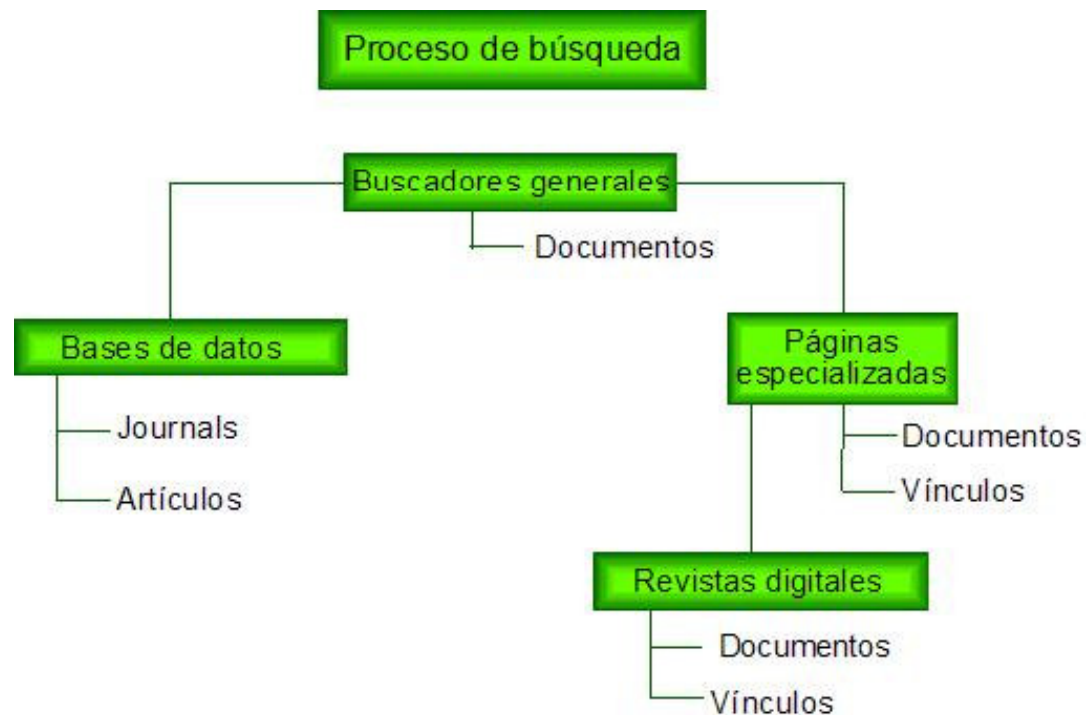 Proceso de búsqueda
Buscadores generales
Documentos
Bases de datos
Journals
Artículos
Páginas
especializadas
Documentos
Vínculos
Revistas digitales
Documentos
Vínculos